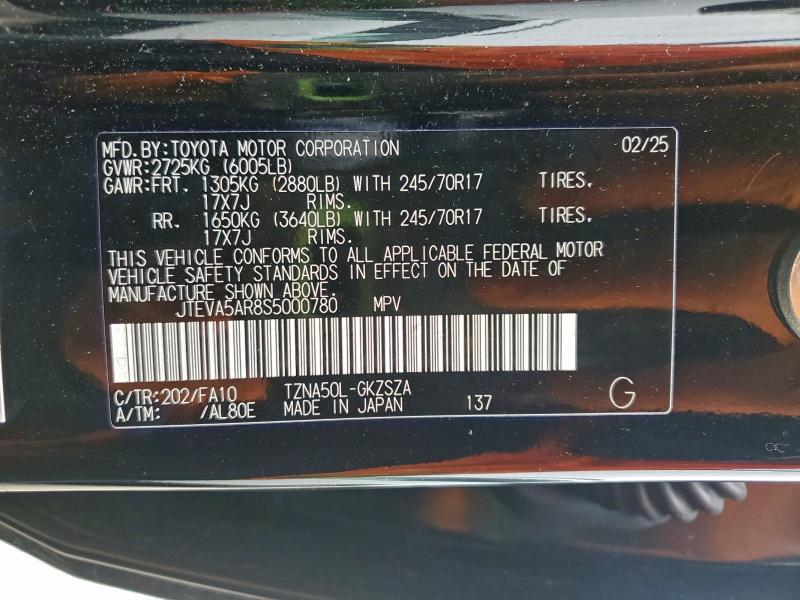 MFD.BY:TOYOTA MOTOR CORPORATION 02/25
GVWR:2725KG (6005LB)
GAWR:FRT. 1305KG (2880LB) WITH 245/70R17 TIRES.
17X7J RIMS.
RR. 1650KG (3640LB) WITH 245/70R17 TIRES.
17X7J RIMS.
THIS VEHICLE CONFORMS TO ALL APPLICABLE FEDERAL MOTOR
VEHICLE SAFETY STANDARDS IN EFFECT ON THE DATE OF
MANUFACTURE SHOWN ABOVE.
JTEVA5AR8S5000780 MPV
C/TR:202/FA10 TZNA50L-GKZSZA
A/TM: /AL80E MADE IN JAPAN 137 G